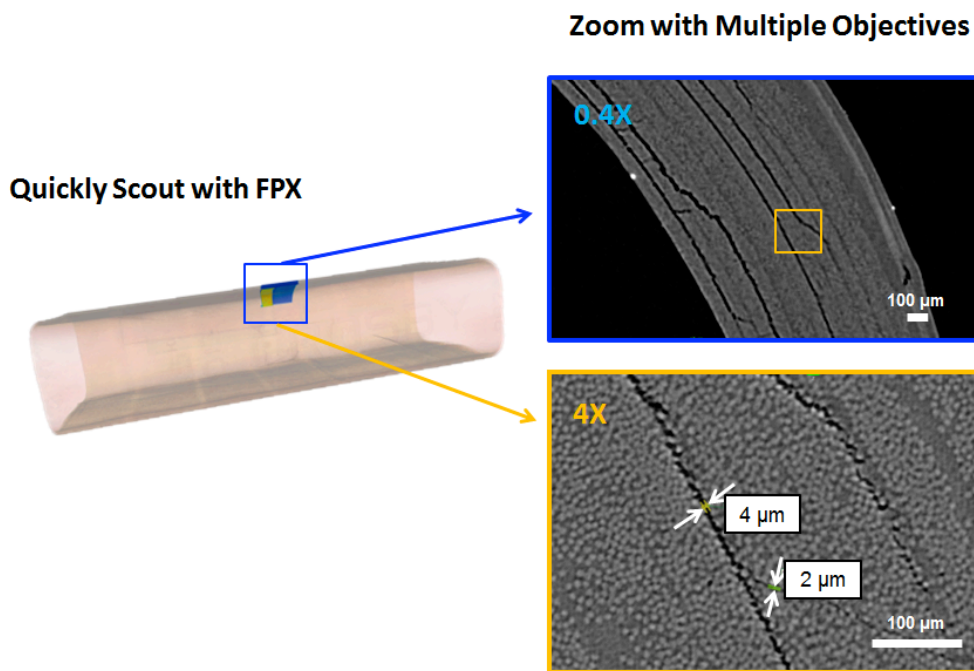 Zoom with Multiple Objectives
Quickly Scout with FPX
0.4X
100 µm
4X
4 µm
2 µm
100 µm